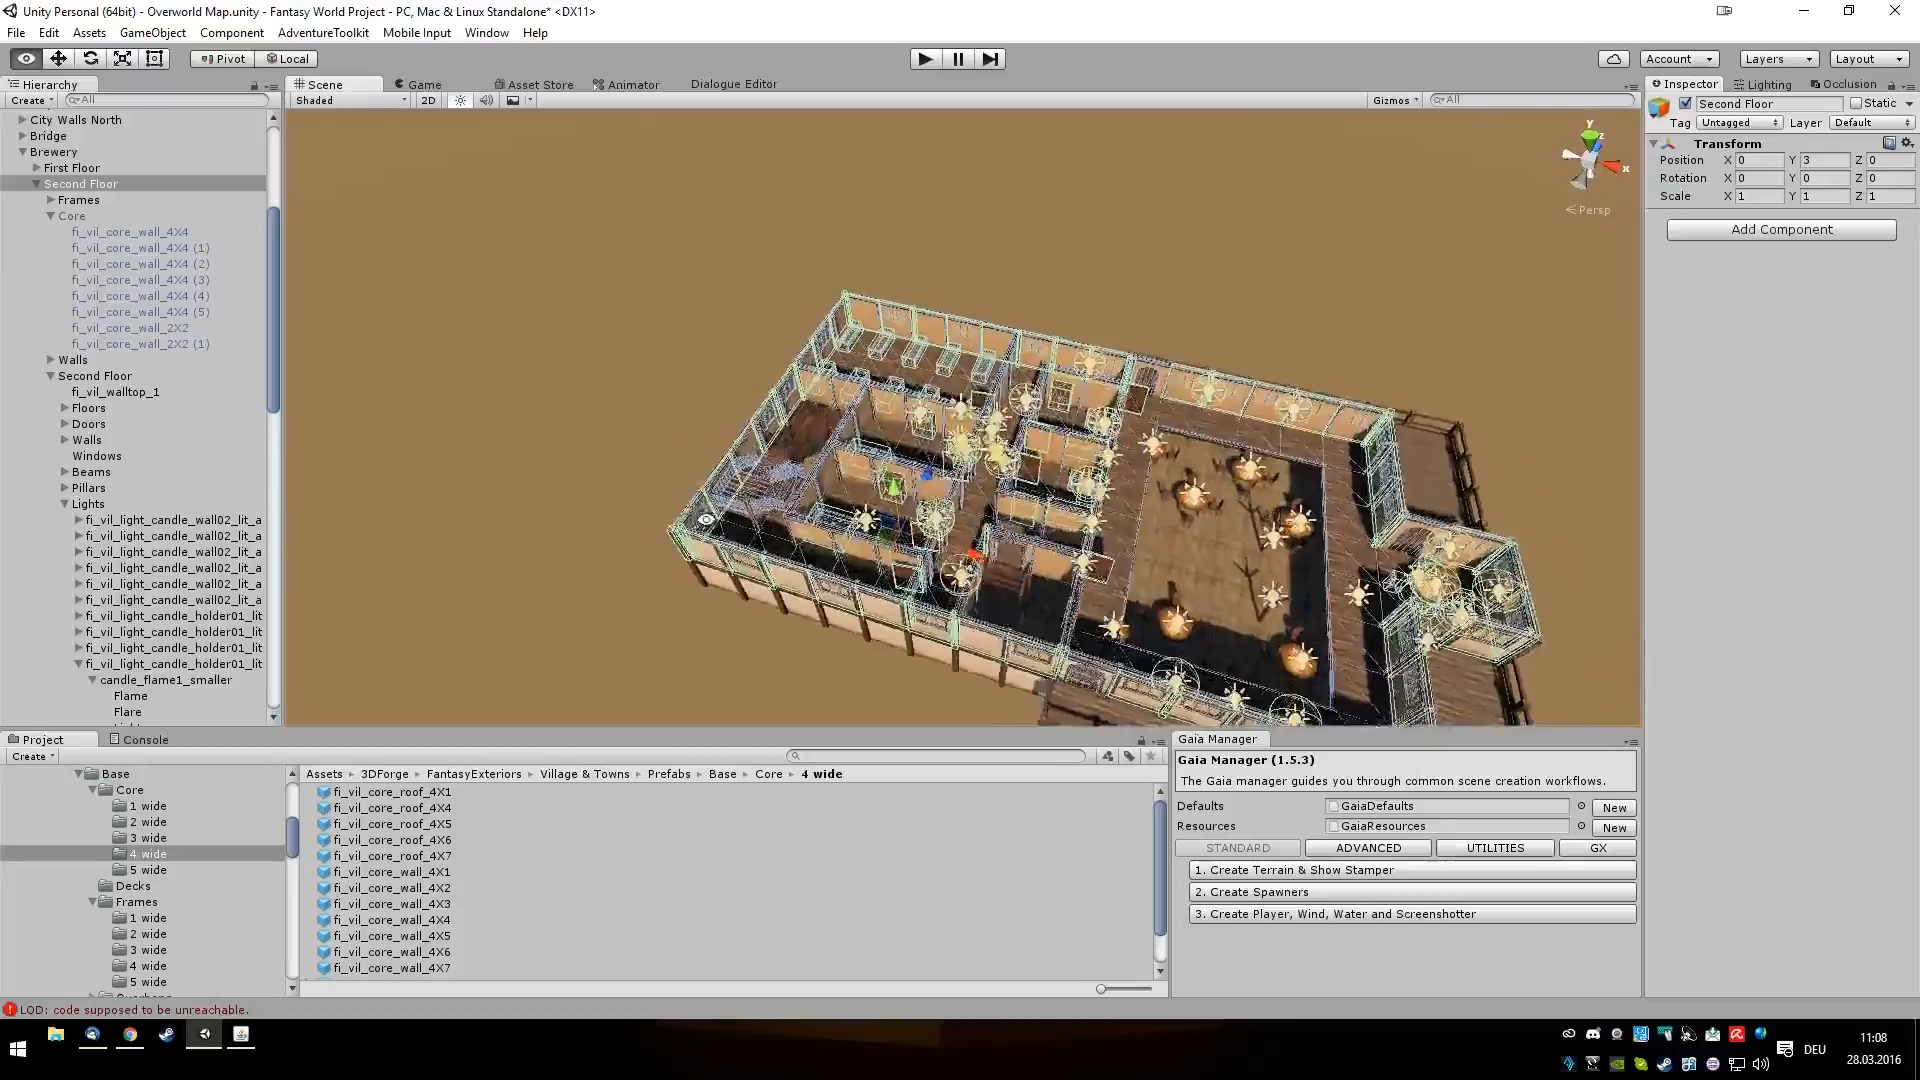 Unity Personal (64bit) - Overworld Map.unity - Fantasy World Project - PC, Mac & Linux Standalone* <DX11>
File Edit Assets GameObject Component AdventureToolkit Mobile Input Window Help
Pivot Local Account Layers Layout
Hierarchy Scene Game Asset Store Animator Dialogue Editor Inspector Lighting Occlusion
Create All Shaded 2D Gizmos All Second Floor Static
Tag Untagged Layer Default
City Walls North
Bridge
Brewery
First Floor
Second Floor
Frames
Core
fi_vil_core_wall_4X4
fi_vil_core_wall_4X4 (1)
fi_vil_core_wall_4X4 (2)
fi_vil_core_wall_4X4 (3)
fi_vil_core_wall_4X4 (4)
fi_vil_core_wall_4X4 (5)
fi_vil_core_wall_2X2
fi_vil_core_wall_2X2 (1)
Walls
Second Floor
fi_vil_walltop_1
Floors
Doors
Walls
Windows
Beams
Pillars
Lights
fi_vil_light_candle_wall02_lit_a
fi_vil_light_candle_wall02_lit_a
fi_vil_light_candle_wall02_lit_a
fi_vil_light_candle_wall02_lit_a
fi_vil_light_candle_wall02_lit_a
fi_vil_light_candle_wall02_lit_a
fi_vil_light_candle_holder01_lit
fi_vil_light_candle_holder01_lit
fi_vil_light_candle_holder01_lit
fi_vil_light_candle_holder01_lit
candle_flame1_smaller
Flame
Flare
y
z
x
Persp
Transform
Position X 0 Y 3 Z 0
Rotation X 0 Y 0 Z 0
Scale X 1 Y 1 Z 1
Add Component
Project Console
Create
Base
Core
1 wide
2 wide
3 wide
4 wide
5 wide
Decks
Frames
1 wide
2 wide
3 wide
4 wide
5 wide
Assets 3DForge FantasyExteriors Village & Towns Prefabs Base Core 4 wide
fi_vil_core_roof_4X1
fi_vil_core_roof_4X4
fi_vil_core_roof_4X5
fi_vil_core_roof_4X6
fi_vil_core_roof_4X7
fi_vil_core_wall_4X1
fi_vil_core_wall_4X2
fi_vil_core_wall_4X3
fi_vil_core_wall_4X4
fi_vil_core_wall_4X5
fi_vil_core_wall_4X6
fi_vil_core_wall_4X7
Gaia Manager
Gaia Manager (1.5.3)
The Gaia manager guides you through common scene creation workflows.
Defaults GaiaDefaults New
Resources GaiaResources New
STANDARD ADVANCED UTILITIES GX
1. Create Terrain & Show Stamper
2. Create Spawners
3. Create Player, Wind, Water and Screenshotter
LOD: code supposed to be unreachable.
DEU
11:08
28.03.2016